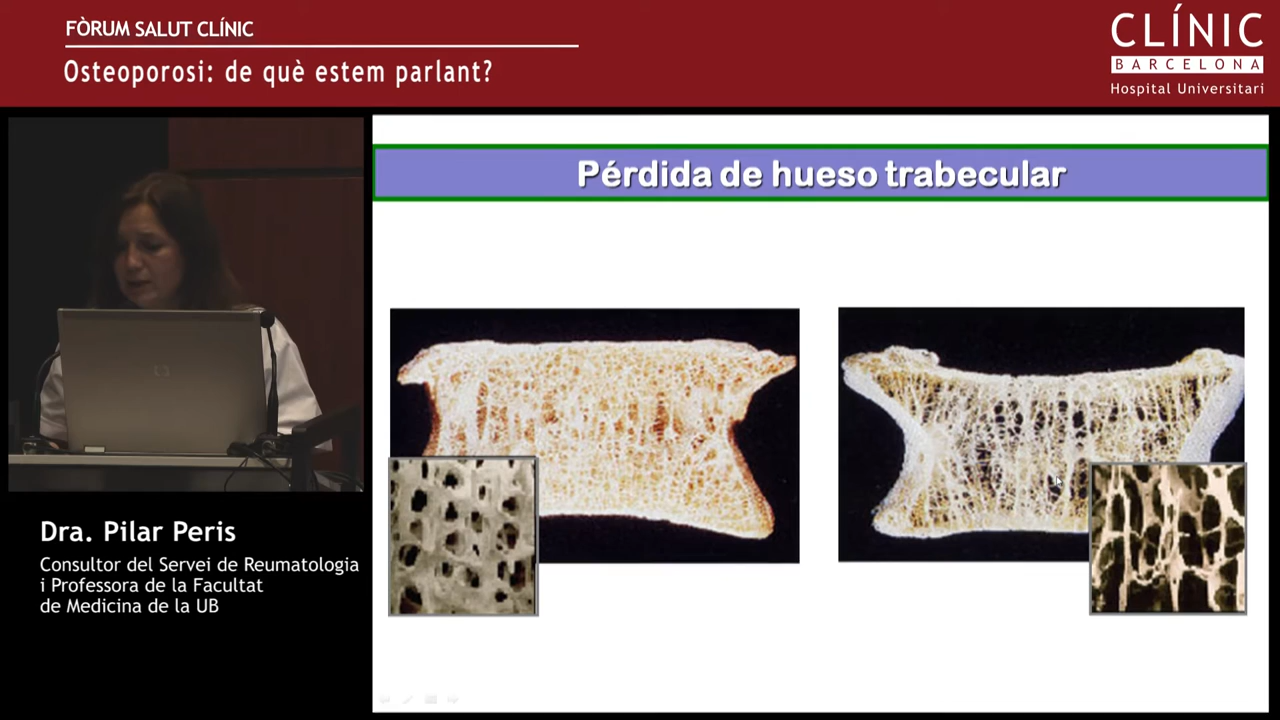 FÒRUM SALUT CLÍNIC
Osteoporosi: de què estem parlant?
CLÍNIC
BARCELONA
Hospital Universitari
Pérdida de hueso trabecular
Dra. Pilar Peris
Consultor del Servei de Reumatologia
i Professora de la Facultat
de Medicina de la UB